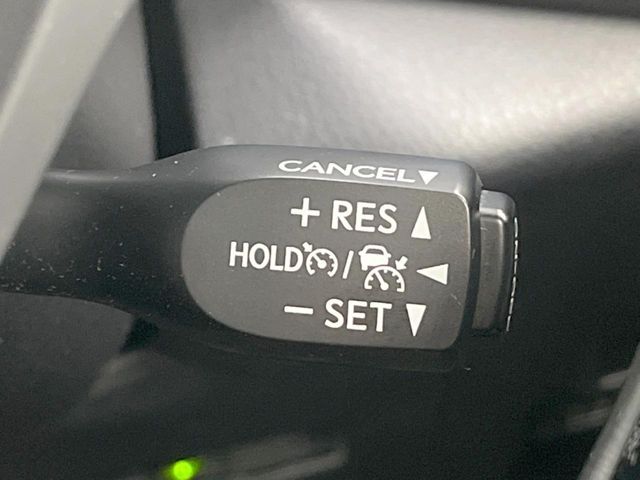 CANCEL▼
+ RES ▲
HOLD / ◀
− SET ▼